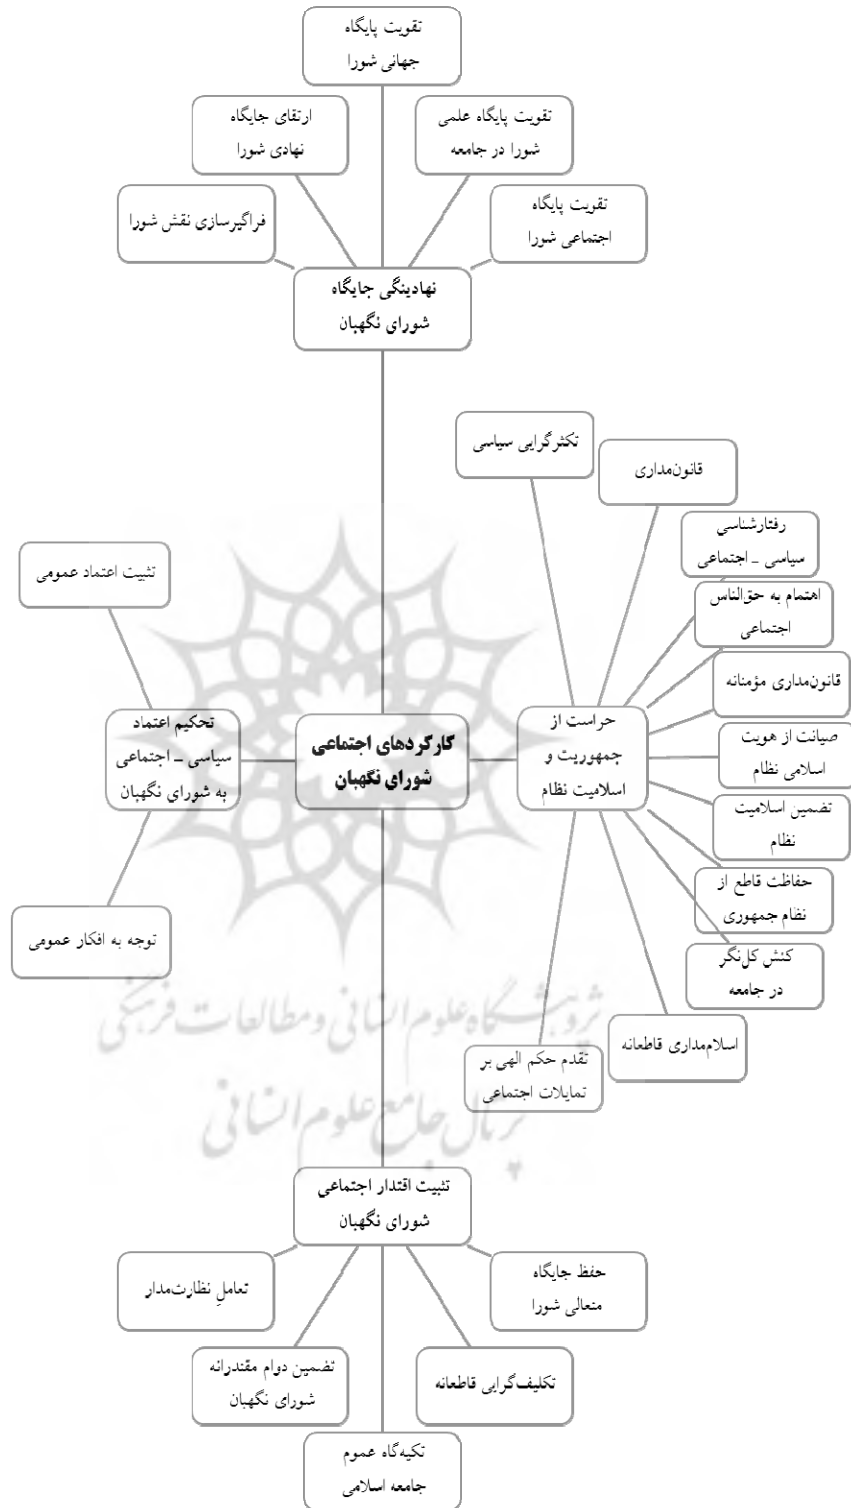 تقویت پایگاه
جهانی شورا
ارتقای جایگاه
نهادی شورا
تقویت پایگاه علمی
شورا در جامعه
فراگیرسازی نقش شورا
تقویت پایگاه
اجتماعی شورا
نهادینگی جایگاه
شورای نگهبان
تکثرگرایی سیاسی
قانون‌مداری
رفتارشناسی
سیاسی ـ اجتماعی
اهتمام به حق‌الناس
اجتماعی
قانون‌مداری مؤمنانه
صیانت از هویت
اسلامی نظام
تضمین اسلامیت
نظام
حفاظت قاطع از
نظام جمهوری
کنش کل‌نگر
در جامعه
اسلام‌مداری قاطعانه
تقدم حکم الهی بر
تمایلات اجتماعی
حراست از
جمهوریت و
اسلامیت نظام
کارکردهای اجتماعی
شورای نگهبان
تثبیت اعتماد عمومی
تحکیم اعتماد
سیاسی ـ اجتماعی
به شورای نگهبان
توجه به افکار عمومی
پژوهشگاه علوم انسانی و مطالعات فرهنگی
پرتال جامع علوم انسانی
تثبیت اقتدار اجتماعی
شورای نگهبان
حفظ جایگاه
متعالی شورا
تعاملِ نظارت‌مدار
تکلیف‌گرایی قاطعانه
تضمین دوام مقتدرانه
شورای نگهبان
تکیه‌گاه عموم
جامعه اسلامی